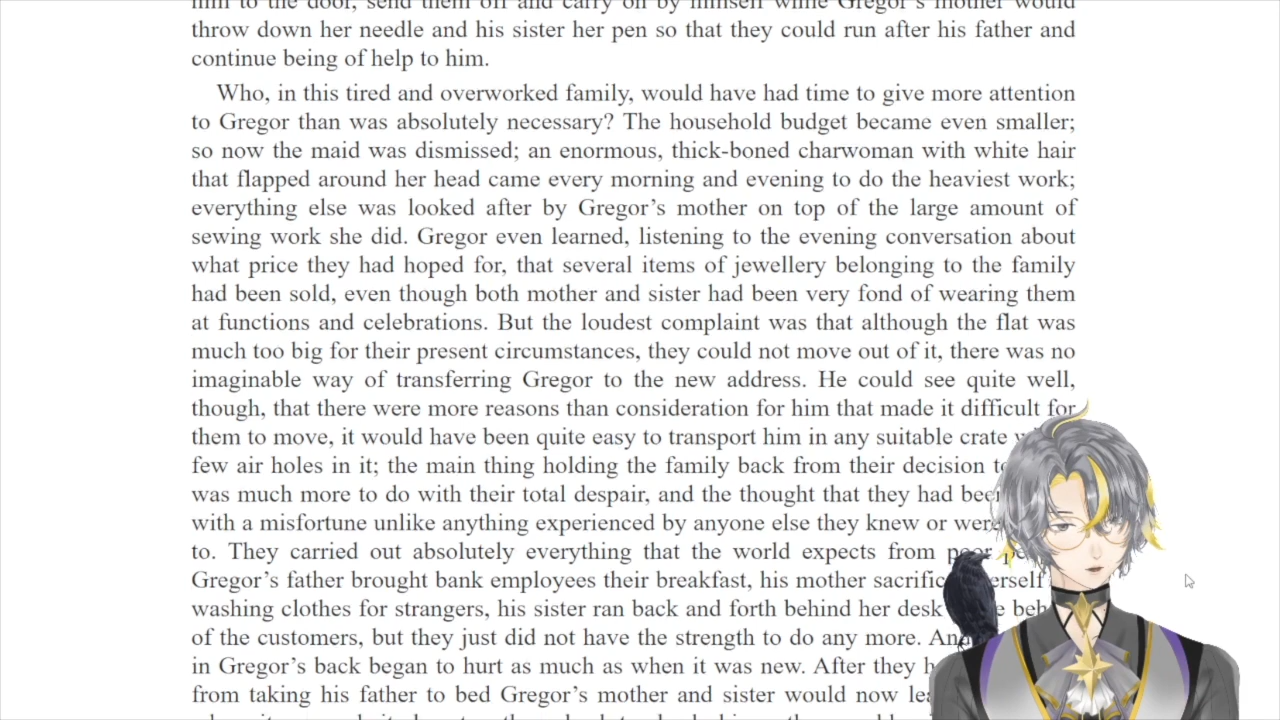 him to the door, send them off and carry on by himself while Gregor's mother would
throw down her needle and his sister her pen so that they could run after his father and
continue being of help to him.
Who, in this tired and overworked family, would have had time to give more attention
to Gregor than was absolutely necessary? The household budget became even smaller;
so now the maid was dismissed; an enormous, thick-boned charwoman with white hair
that flapped around her head came every morning and evening to do the heaviest work;
everything else was looked after by Gregor’s mother on top of the large amount of
sewing work she did. Gregor even learned, listening to the evening conversation about
what price they had hoped for, that several items of jewellery belonging to the family
had been sold, even though both mother and sister had been very fond of wearing them
at functions and celebrations. But the loudest complaint was that although the flat was
much too big for their present circumstances, they could not move out of it, there was no
imaginable way of transferring Gregor to the new address. He could see quite well,
though, that there were more reasons than consideration for him that made it difficult for
them to move, it would have been quite easy to transport him in any suitable crate
few air holes in it; the main thing holding the family back from their decision
was much more to do with their total despair, and the thought that they had
with a misfortune unlike anything experienced by anyone else they knew or
to. They carried out absolutely everything that the world expects from
Gregor’s father brought bank employees their breakfast, his mother
washing clothes for strangers, his sister ran back and forth behind her desk
of the customers, but they just did not have the strength to do any more.
in Gregor’s back began to hurt as much as when it was new. After they
from taking his father to bed Gregor’s mother and sister would now